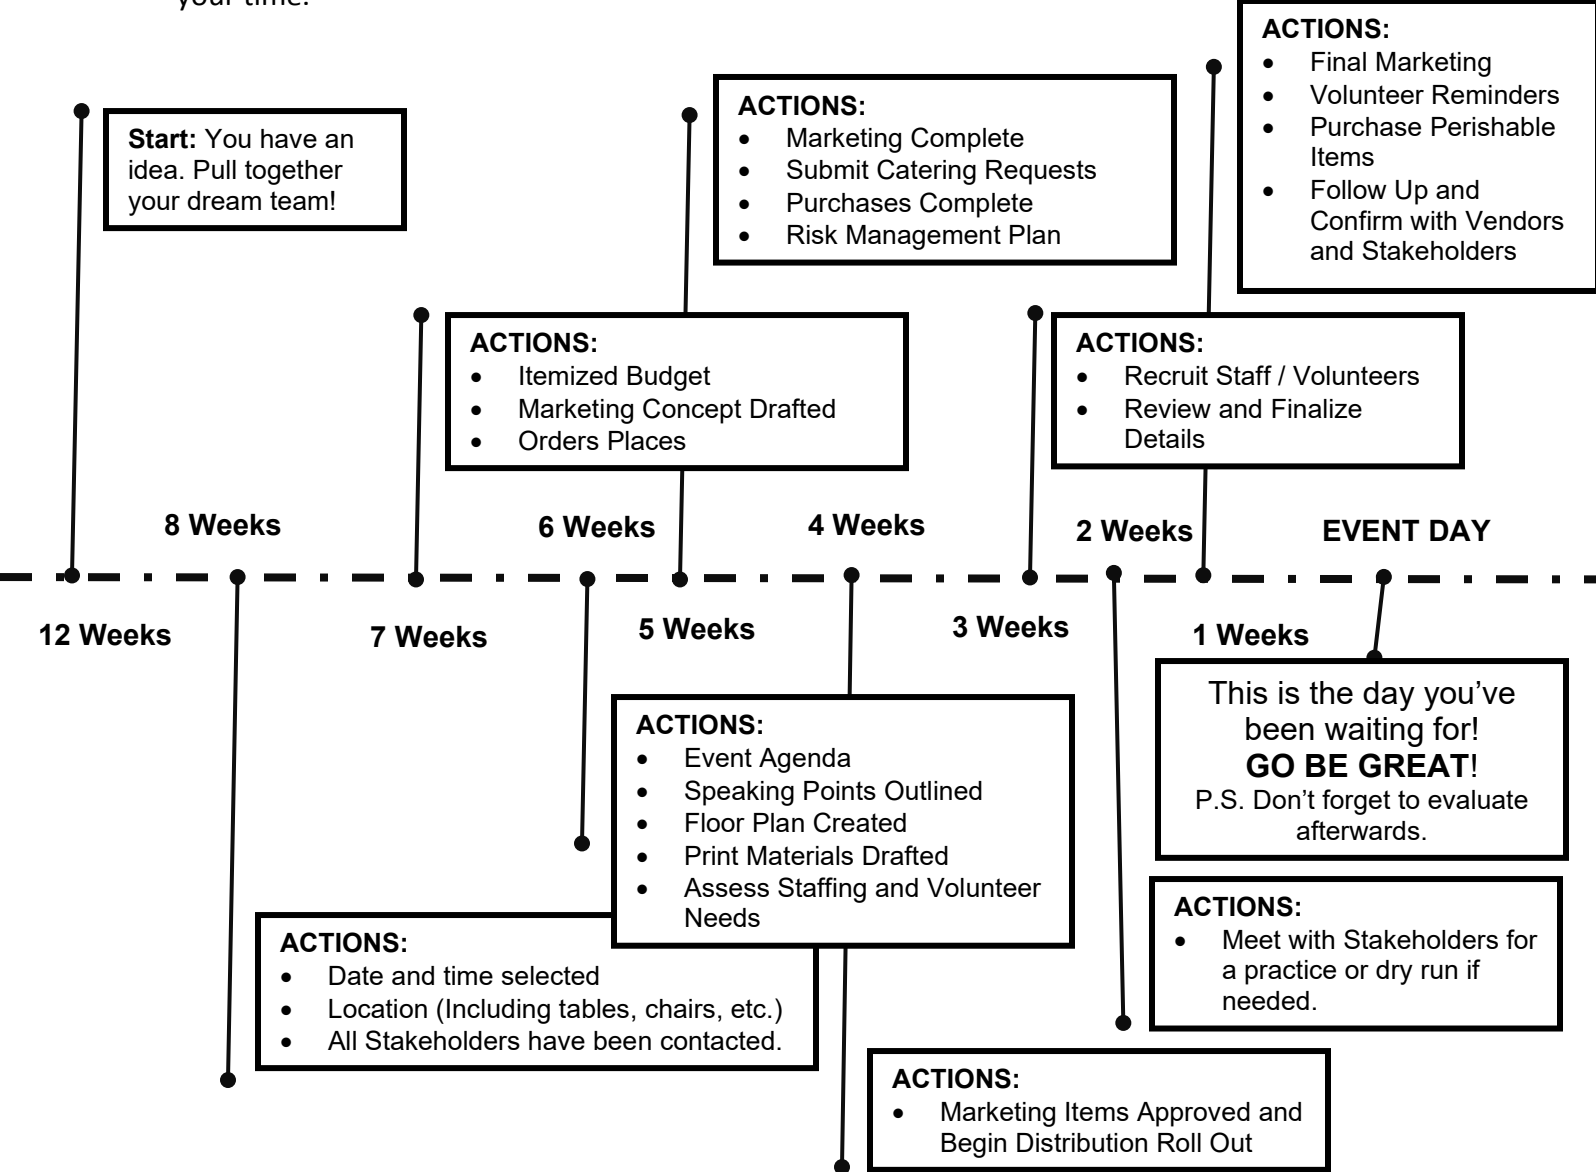 your time.
Start: You have an
idea. Pull together
your dream team!
ACTIONS:
• Marketing Complete
• Submit Catering Requests
• Purchases Complete
• Risk Management Plan
ACTIONS:
• Final Marketing
• Volunteer Reminders
• Purchase Perishable
Items
• Follow Up and
Confirm with Vendors
and Stakeholders
ACTIONS:
• Itemized Budget
• Marketing Concept Drafted
• Orders Places
ACTIONS:
• Recruit Staff / Volunteers
• Review and Finalize
Details
8 Weeks
6 Weeks
4 Weeks
2 Weeks
EVENT DAY
12 Weeks
7 Weeks
5 Weeks
3 Weeks
1 Weeks
This is the day you’ve
been waiting for!
GO BE GREAT!
P.S. Don’t forget to evaluate
afterwards.
ACTIONS:
• Event Agenda
• Speaking Points Outlined
• Floor Plan Created
• Print Materials Drafted
• Assess Staffing and Volunteer
Needs
ACTIONS:
• Meet with Stakeholders for
a practice or dry run if
needed.
ACTIONS:
• Date and time selected
• Location (Including tables, chairs, etc.)
• All Stakeholders have been contacted.
ACTIONS:
• Marketing Items Approved and
Begin Distribution Roll Out